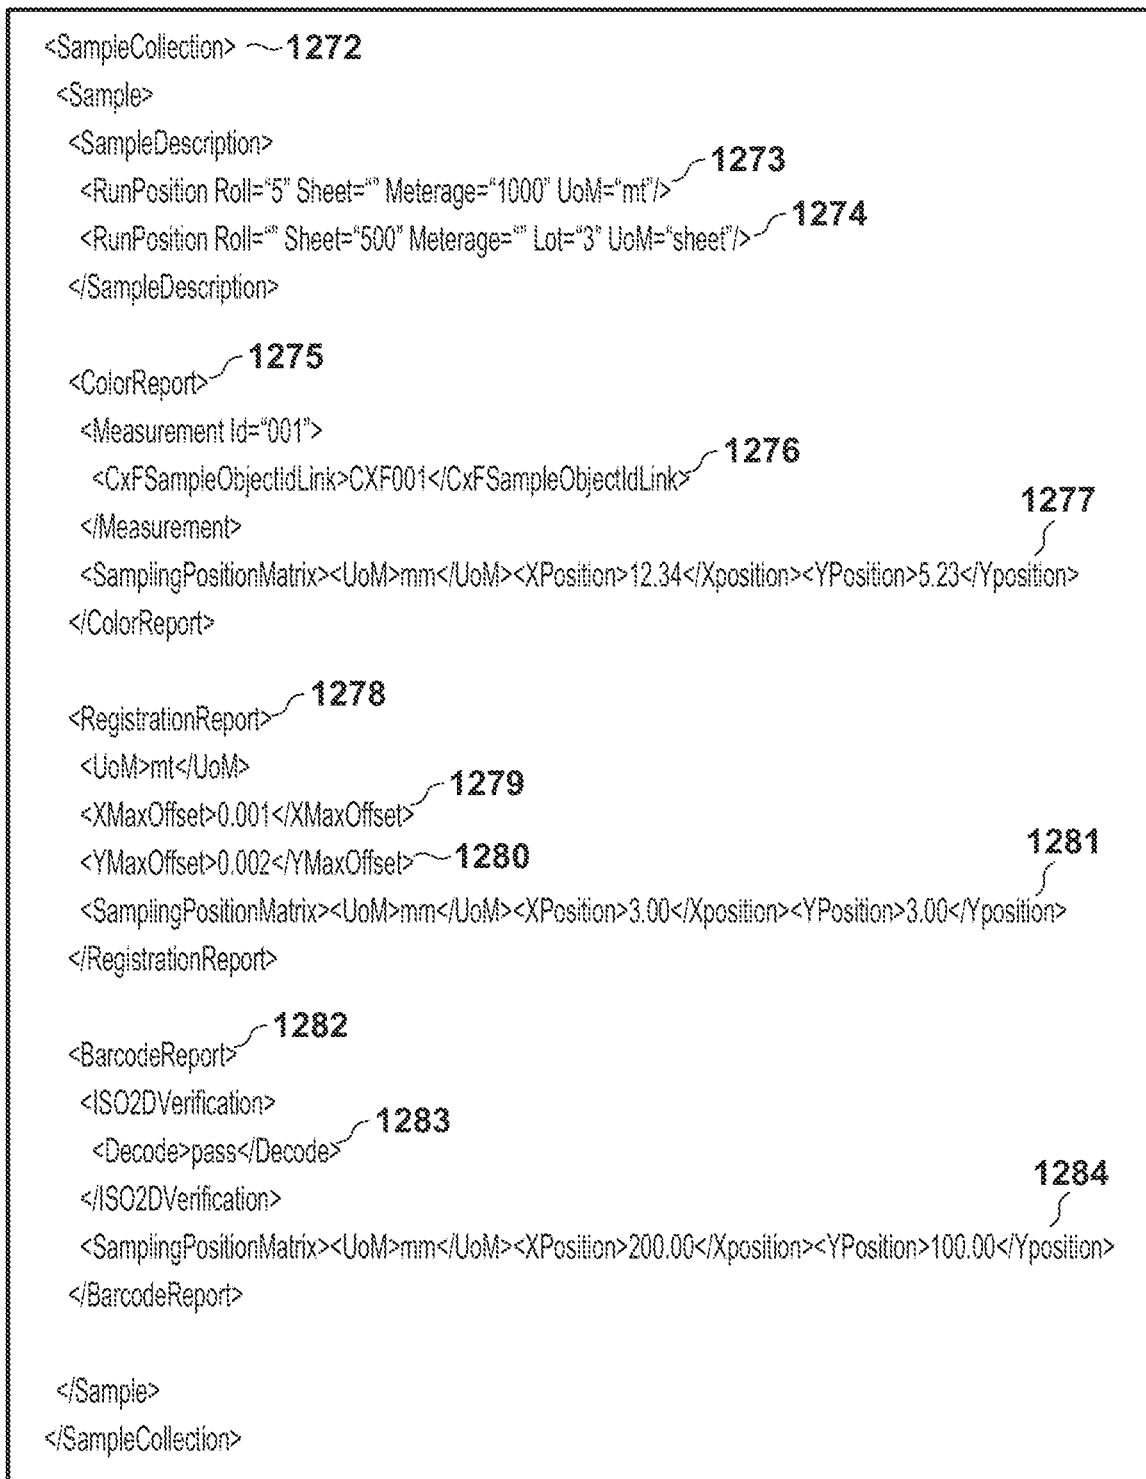 <SampleCollection> 1272
<Sample>
<SampleDescription>
1273
<RunPosition Roll=“5” Sheet=“” Meterage=“1000” UoM=“mt”/>
1274
<RunPosition Roll=“” Sheet=“500” Meterage=“” Lot=“3” UoM=“sheet”/>
</SampleDescription>
1275
<ColorReport>
<Measurement Id=“001”>
1276
<CxFSampleObjectIdLink>CXF001</CxFSampleObjectIdLink>
1277
</Measurement>
<SamplingPositionMatrix><UoM>mm</UoM><XPosition>12.34</Xposition><YPosition>5.23</Yposition>
</ColorReport>
1278
<RegistrationReport>
<UoM>mt</UoM>
1279
<XMaxOffset>0.001</XMaxOffset>
<YMaxOffset>0.002</YMaxOffset> 1280
1281
<SamplingPositionMatrix><UoM>mm</UoM><XPosition>3.00</Xposition><YPosition>3.00</Yposition>
</RegistrationReport>
1282
<BarcodeReport>
<ISO2DVerification>
1283
<Decode>pass</Decode>
1284
</ISO2DVerification>
<SamplingPositionMatrix><UoM>mm</UoM><XPosition>200.00</Xposition><YPosition>100.00</Yposition>
</BarcodeReport>
</Sample>
</SampleCollection>